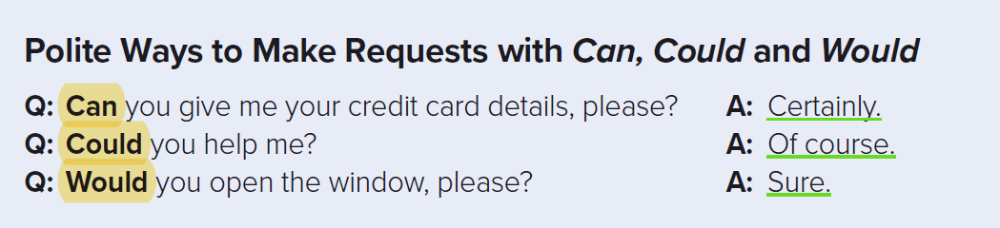 Polite Ways to Make Requests with Can, Could and Would
Q: Can you give me your credit card details, please? A: Certainly.
Q: Could you help me? A: Of course.
Q: Would you open the window, please? A: Sure.